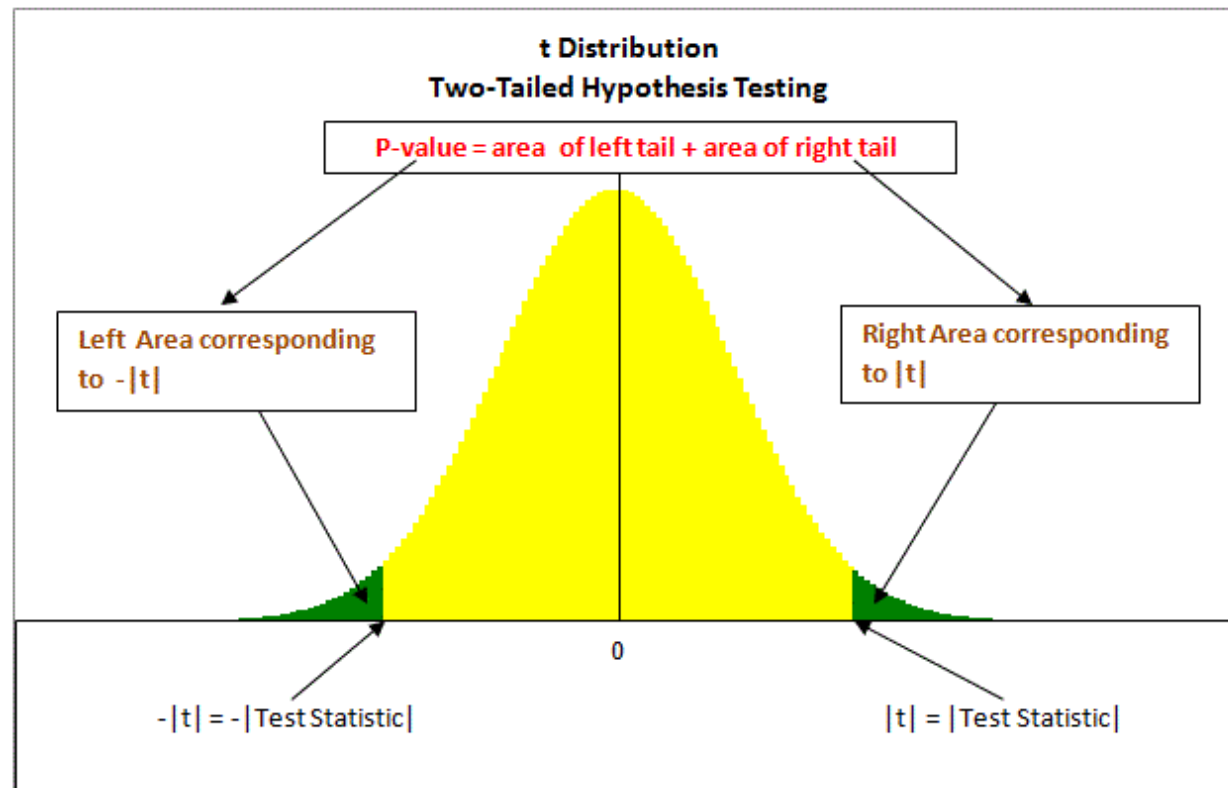 t Distribution
Two-Tailed Hypothesis Testing
P-value = area of left tail + area of right tail
Left Area corresponding
to -|t|
Right Area corresponding
to |t|
0
-|t| = -|Test Statistic|
|t| = |Test Statistic|